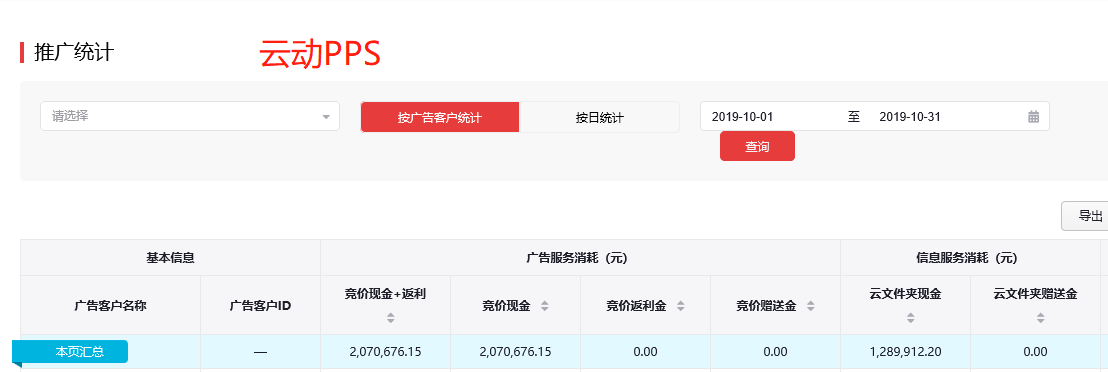 推广统计
云动PPS
请选择
按广告客户统计
按日统计
2019-10-01 至 2019-10-31
查询
导出
基本信息 广告服务消耗（元） 信息服务消耗（元）
广告客户名称 广告客户ID 竞价现金+返利 竞价现金 竞价返利金 竞价赠送金 云文件夹现金 云文件夹赠送金
本页汇总 — 2,070,676.15 2,070,676.15 0.00 0.00 1,289,912.20 0.00